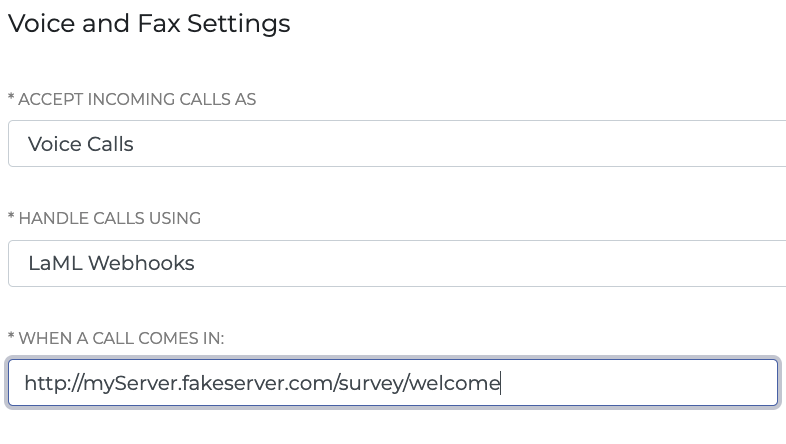 Voice and Fax Settings
* ACCEPT INCOMING CALLS AS
Voice Calls
* HANDLE CALLS USING
LaML Webhooks
* WHEN A CALL COMES IN:
http://myServer.fakeserver.com/survey/welcome